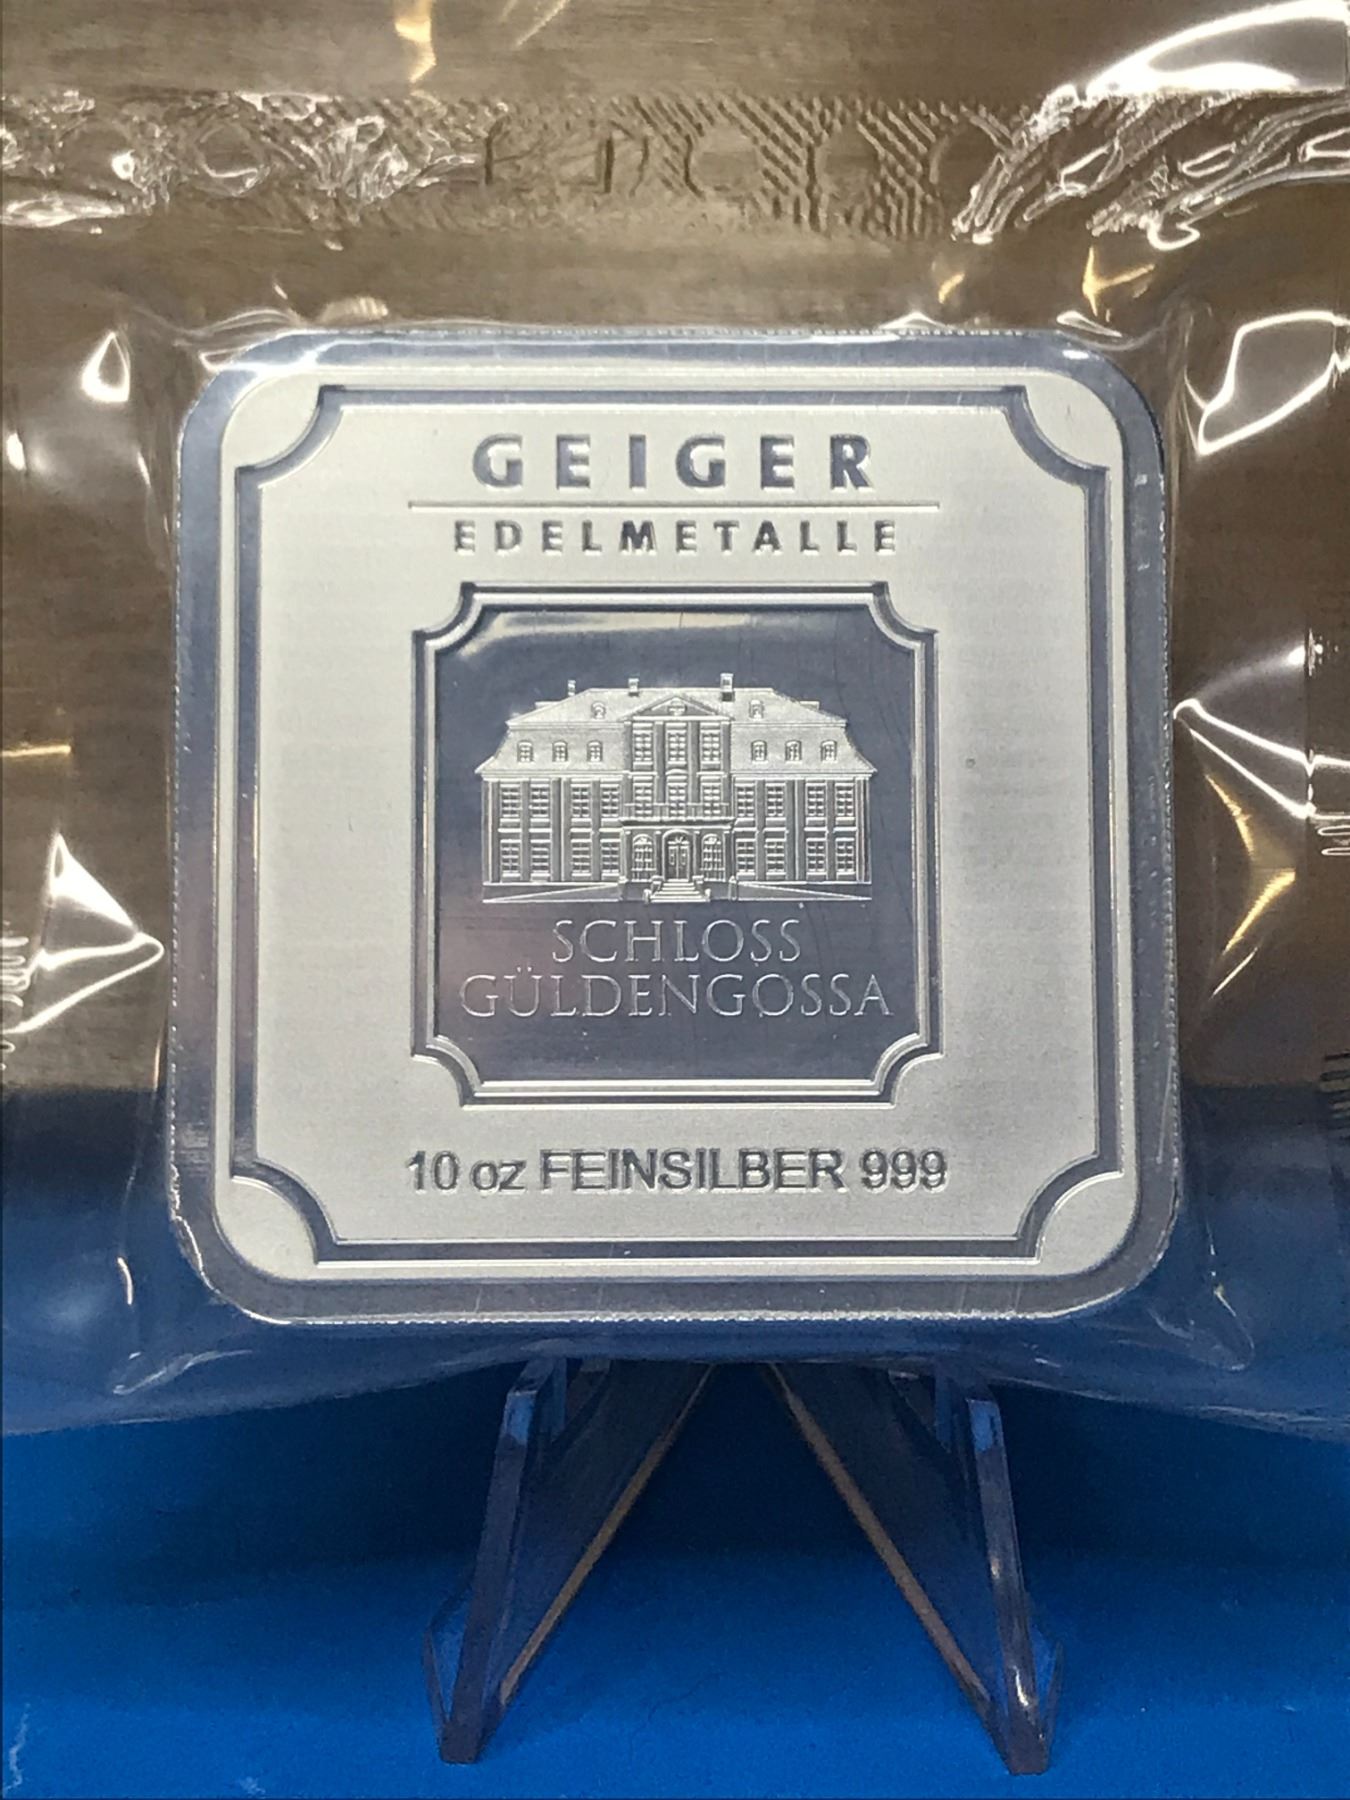 GEIGER
EDELMETALLE
SCHLOSS
GÜLDENGOSSA
10 oz FEINSILBER 999